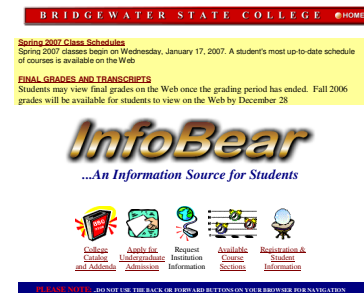 BRIDGEWATER STATE COLLEGE HOME
Spring 2007 Class Schedules
Spring 2007 classes begin on Wednesday, January 17, 2007. A student's most up-to-date schedule
of courses is available on the Web
FINAL GRADES AND TRANSCRIPTS
Students may view final grades on the Web once the grading period has ended. Fall 2006
grades will be available for students to view on the Web by December 28
InfoBear
...An Information Source for Students
College
Catalog
and Addenda
Apply for
Undergraduate
Admission
Request
Institution
Information
Available
Course
Sections
Registration &
Student
Information
PLEASE NOTE: ..DO NOT USE THE BACK OR FORWARD BUTTONS ON YOUR BROWSER FOR NAVIGATION